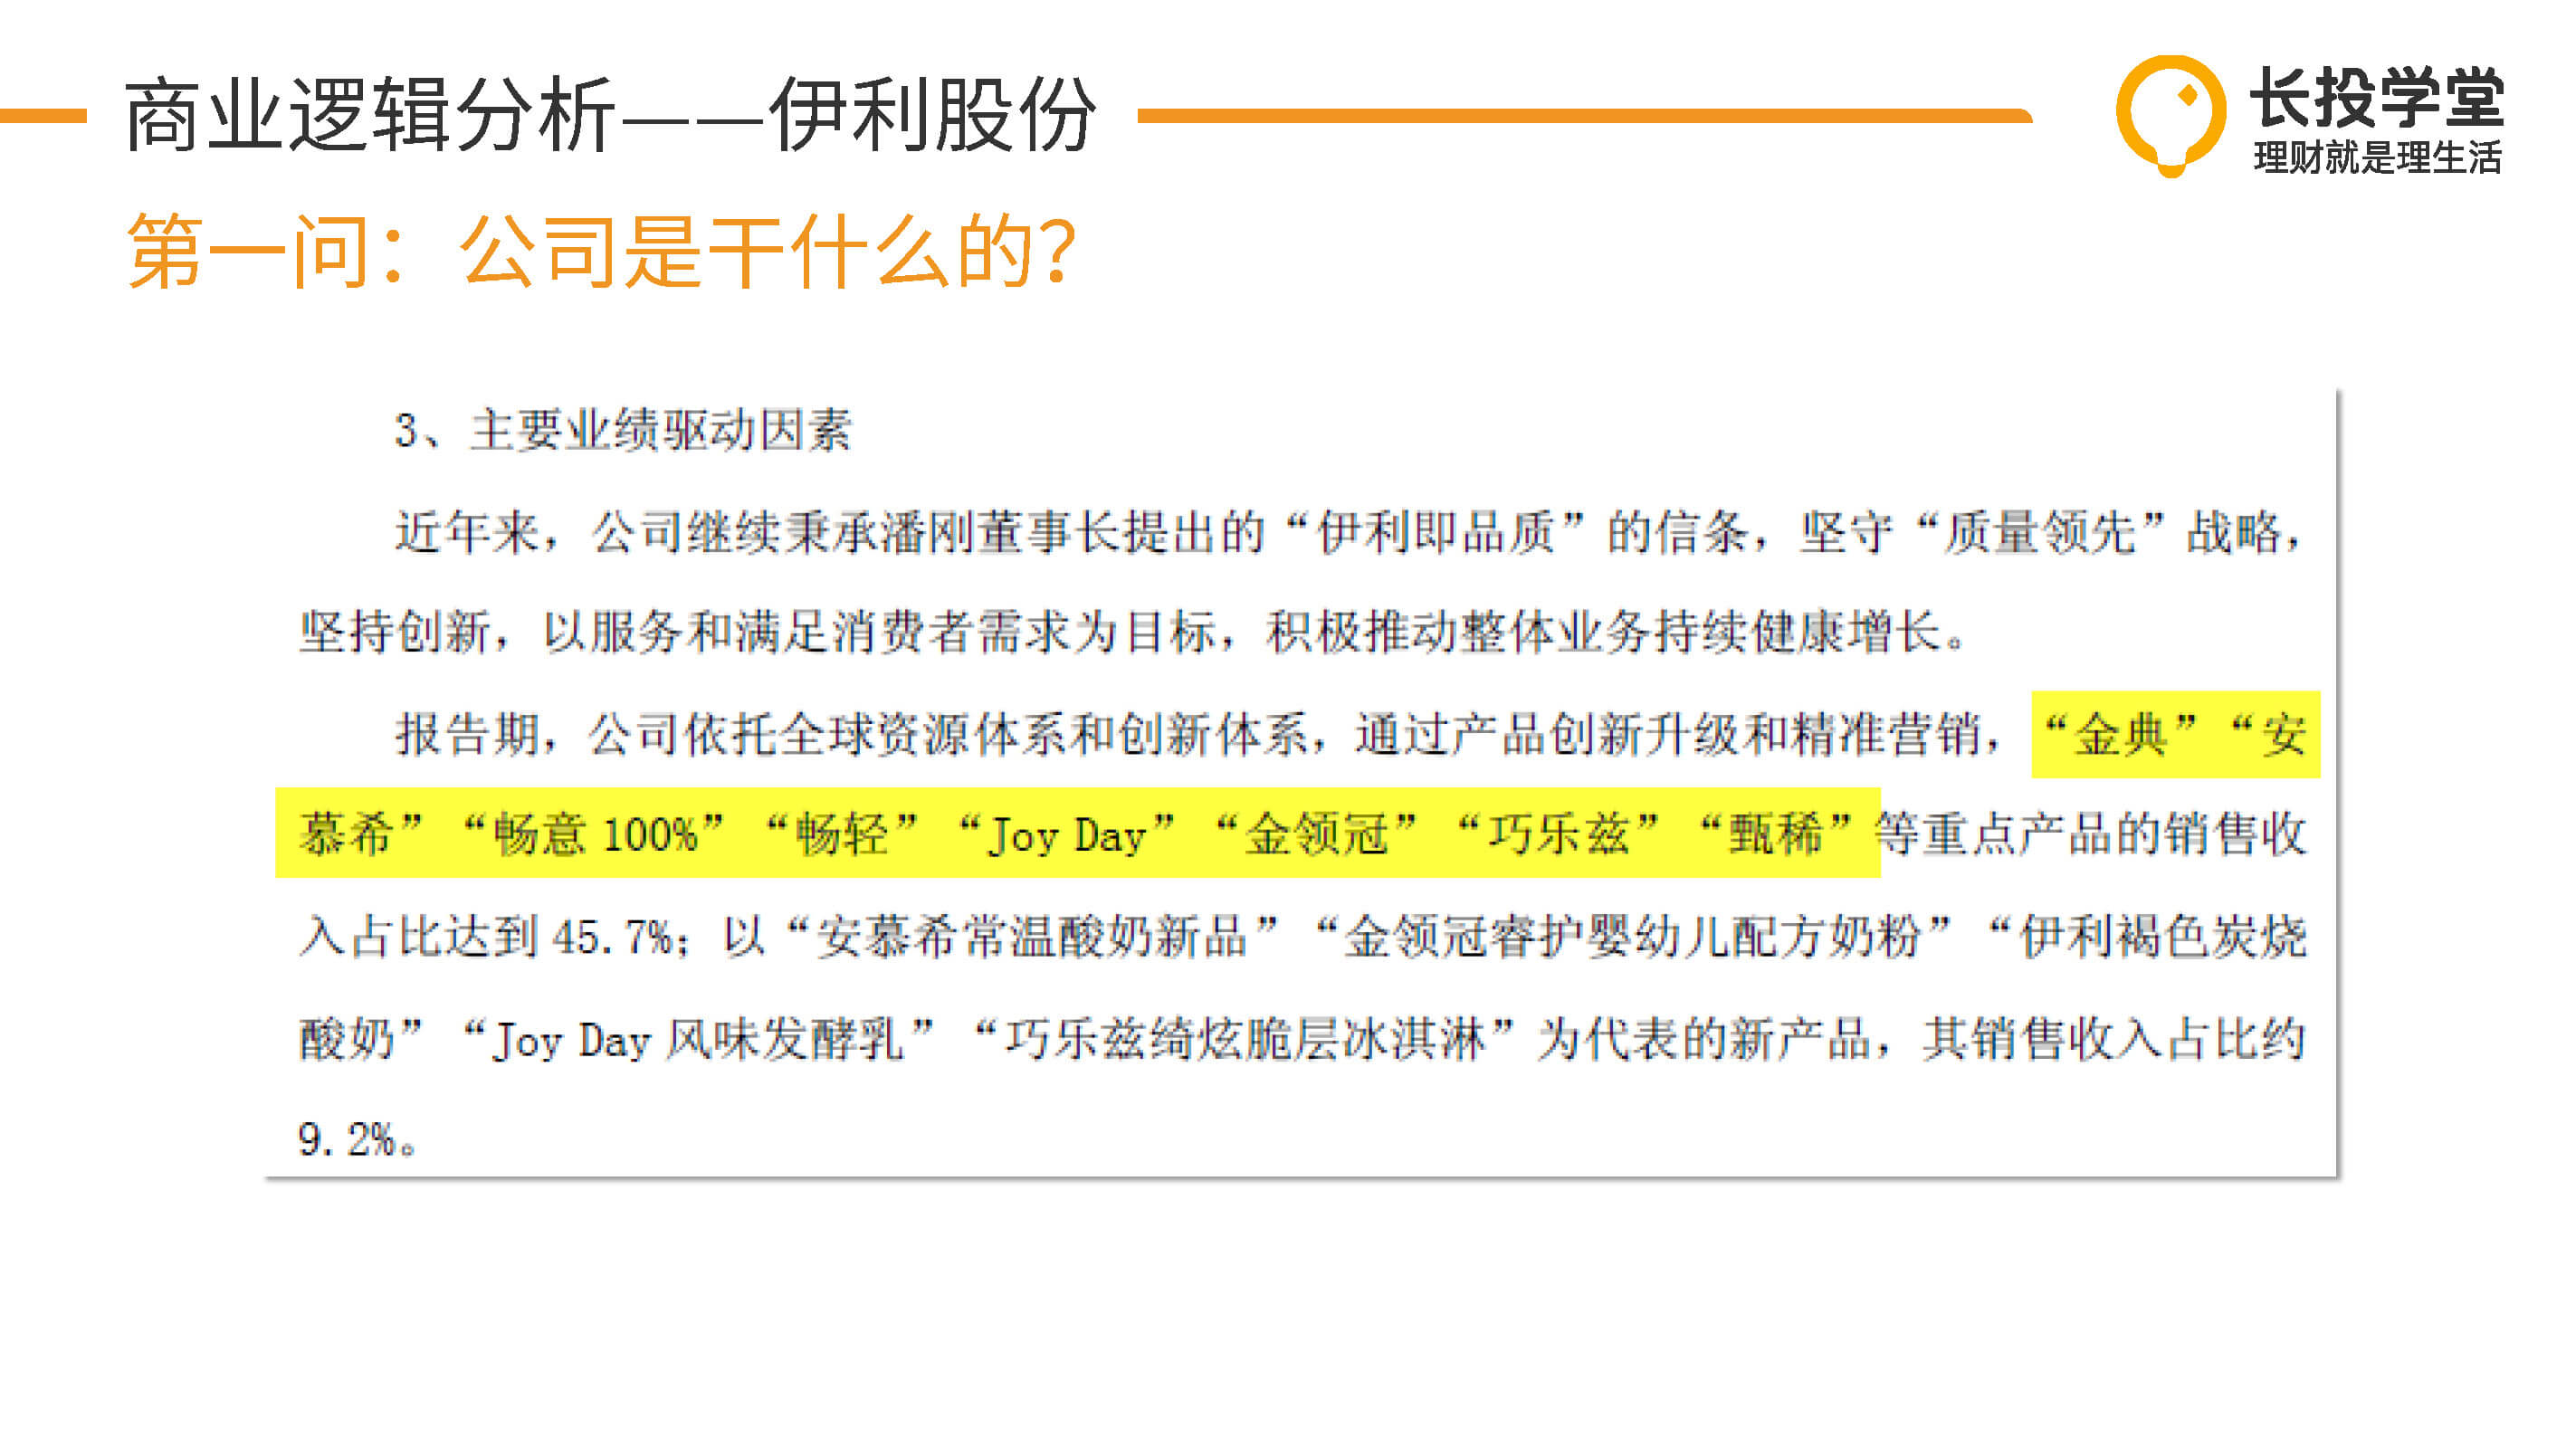 商业逻辑分析——伊利股份
长投学堂
理财就是理生活
第一问：公司是干什么的？
3、主要业绩驱动因素
近年来，公司继续秉承潘刚董事长提出的“伊利即品质”的信条，坚守“质量领先”战略，
坚持创新，以服务和满足消费者需求为目标，积极推动整体业务持续健康增长。
报告期，公司依托全球资源体系和创新体系，通过产品创新升级和精准营销，“金典”“安
慕希”“畅意 100%”“畅轻”“Joy Day”“金领冠”“巧乐兹”“甄稀”等重点产品的销售收
入占比达到 45.7%；以“安慕希常温酸奶新品”“金领冠睿护婴幼儿配方奶粉”“伊利褐色炭烧
酸奶”“Joy Day 风味发酵乳”“巧乐兹绮炫脆层冰淇淋”为代表的新产品，其销售收入占比约
9.2%。